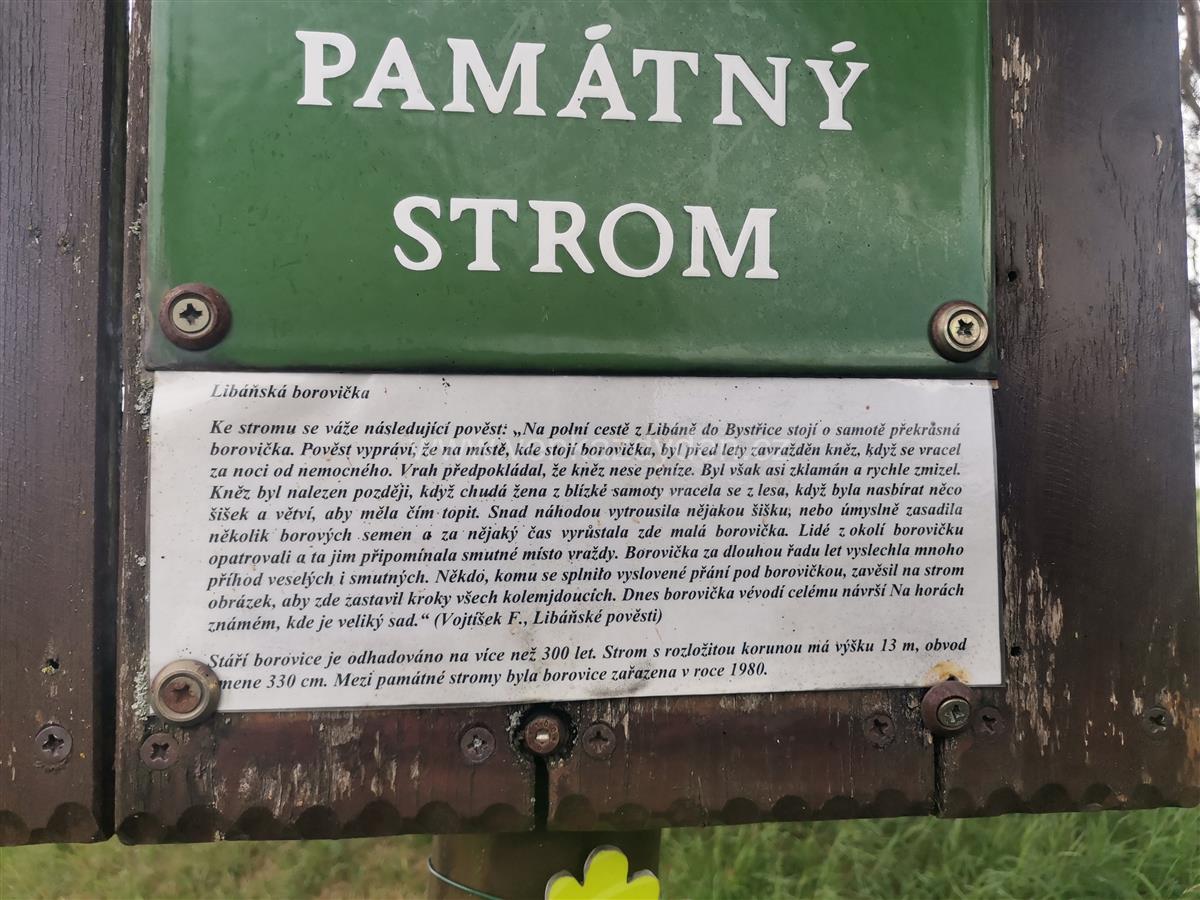 PAMÁTNÝ
STROM
Libáňská borovička
Ke stromu se váže následující pověst: „Na polní cestě z Libáně do Bystřice stojí o samotě překrásná
borovička. Pověst vypráví, že na místě, kde stojí borovička, byl před lety zavražděn kněz, když se vracel
za noci od nemocného. Vrah předpokládal, že kněz nese peníze. Byl však asi zklamán a rychle zmizel.
Kněz byl nalezen později, když chudá žena z blízké samoty vracela se z lesa, když byla nasbírat něco
šišek a větví, aby měla čím topit. Snad náhodou vytrousila nějakou šišku, nebo úmyslně zasadila
několik borových semen a za nějaký čas vyrůstala zde malá borovička. Lidé z okolí borovičku
opatrovali a ta jim připomínala smutné místo vraždy. Borovička za dlouhou řadu let vyslechla mnoho
příhod veselých i smutných. Někdo, komu se splnilo vyslovené přání pod borovičkou, zavěsil na strom
obrázek, aby zde zastavil kroky všech kolemjdoucích. Dnes borovička vévodí celému návrší Na horách
známém, kde je veliký sad.“ (Vojtíšek F., Libáňské pověsti)
Stáří borovice je odhadováno na více než 300 let. Strom s rozložitou korunou má výšku 13 m, obvod
mene 330 cm. Mezi památné stromy byla borovice zařazena v roce 1980.